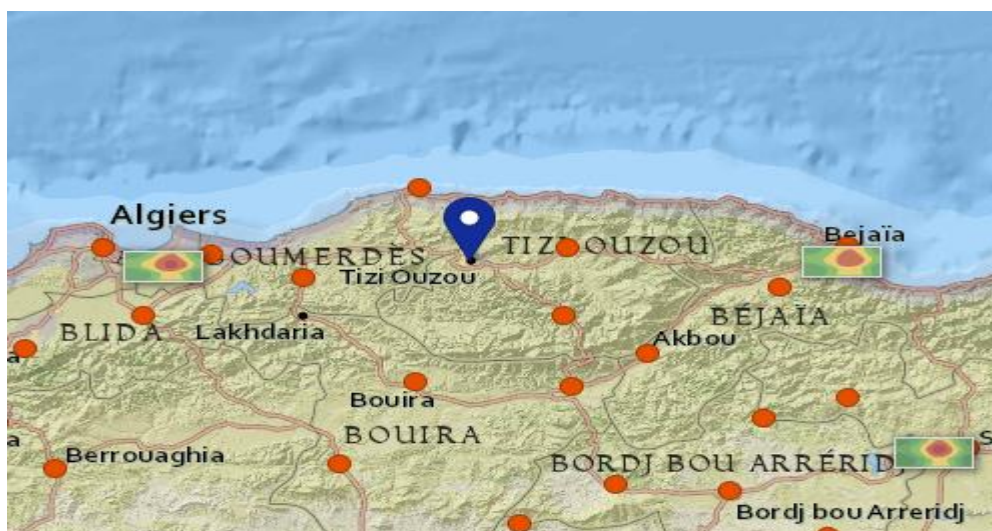 Algiers
Bejaïa
OUMERDÈS
TIZI OUZOU
Tizi Ouzou
BÉJAÏA
BLIDA
Lakhdaria
Akbou
a
Bouira
BOUIRA
a
S
Berrouaghia
BORDJ BOU ARRÉRIDJ
Bordj bou Arreridj